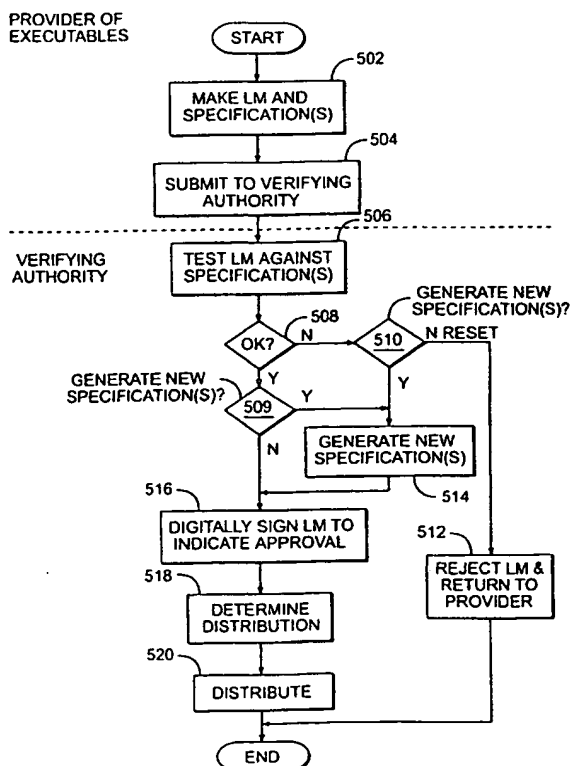 PROVIDER OF
EXECUTABLES
START
502
MAKE LM AND
SPECIFICATION(S)
504
SUBMIT TO VERIFYING
AUTHORITY
506
VERIFYING
AUTHORITY
TEST LM AGAINST
SPECIFICATION(S)
GENERATE NEW
SPECIFICATION(S)?
508
OK?
N
510
N RESET
Y
Y
GENERATE NEW
SPECIFICATION(S)?
509
Y
N
GENERATE NEW
SPECIFICATION(S)
514
516
DIGITALLY SIGN LM TO
INDICATE APPROVAL
512
REJECT LM &
RETURN TO
PROVIDER
518
DETERMINE
DISTRIBUTION
520
DISTRIBUTE
END